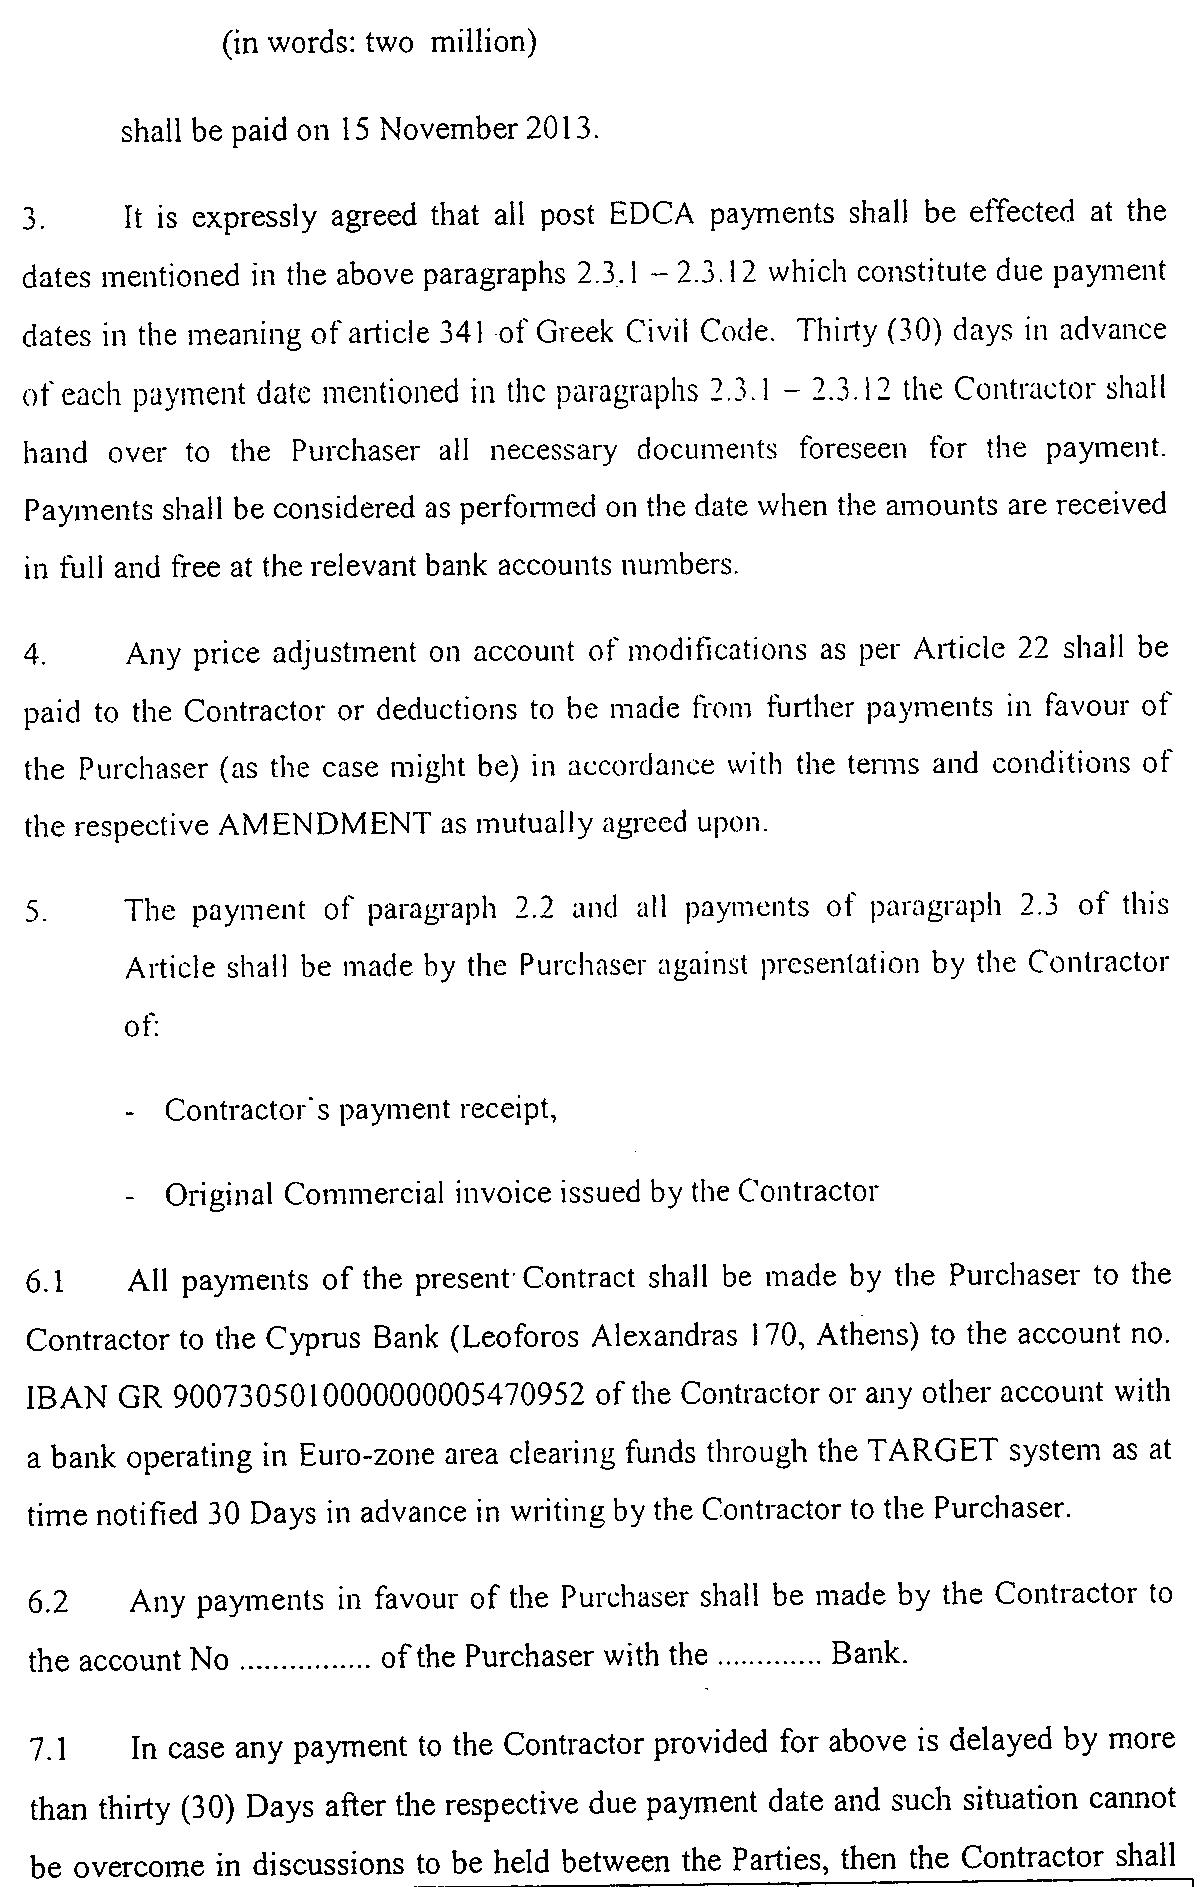 (in words: two million)
shall be paid on 15 November 2013.
3. It is expressly agreed that all post EDCA payments shall be effected at the
dates mentioned in the above paragraphs 2.3.1 – 2.3.12 which constitute due payment
dates in the meaning of article 341 of Greek Civil Code. Thirty (30) days in advance
of each payment date mentioned in the paragraphs 2.3.1 – 2.3.12 the Contractor shall
hand over to the Purchaser all necessary documents foreseen for the payment.
Payments shall be considered as performed on the date when the amounts are received
in full and free at the relevant bank accounts numbers.
4. Any price adjustment on account of modifications as per Article 22 shall be
paid to the Contractor or deductions to be made from further payments in favour of
the Purchaser (as the case might be) in accordance with the terms and conditions of
the respective AMENDMENT as mutually agreed upon.
5. The payment of paragraph 2.2 and all payments of paragraph 2.3 of this
Article shall be made by the Purchaser against presentation by the Contractor
of:
- Contractor's payment receipt,
- Original Commercial invoice issued by the Contractor
6.1 All payments of the present Contract shall be made by the Purchaser to the
Contractor to the Cyprus Bank (Leoforos Alexandras 170, Athens) to the account no.
IBAN GR 9007305010000000005470952 of the Contractor or any other account with
a bank operating in Euro-zone area clearing funds through the TARGET system as at
time notified 30 Days in advance in writing by the Contractor to the Purchaser.
6.2 Any payments in favour of the Purchaser shall be made by the Contractor to
the account No ................ of the Purchaser with the ............. Bank.
7.1 In case any payment to the Contractor provided for above is delayed by more
than thirty (30) Days after the respective due payment date and such situation cannot
be overcome in discussions to be held between the Parties, then the Contractor shall